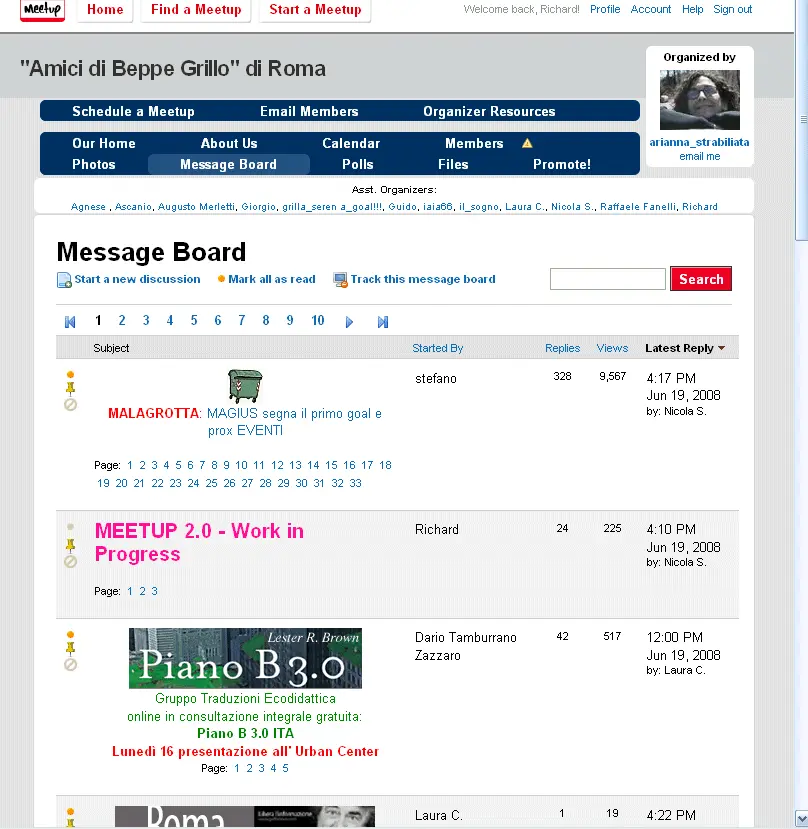 Meetup Home Find a Meetup Start a Meetup Welcome back, Richard! Profile Account Help Sign out
"Amici di Beppe Grillo" di Roma
Organized by
arianna_strabiliata
email me
Schedule a Meetup Email Members Organizer Resources
Our Home About Us Calendar Members
Photos Message Board Polls Files Promote!
Asst. Organizers:
Agnese , Ascanio, Augusto Merletti, Giorgio, grilla_seren a_goal!!!, Guido, iaia66, il_sogno, Laura C., Nicola S., Raffaele Fanelli, Richard
Message Board
Start a new discussion Mark all as read Track this message board Search
1 2 3 4 5 6 7 8 9 10
Subject Started By Replies Views Latest Reply
stefano 328 9,567 4:17 PM
Jun 19, 2008
by: Nicola S.
MALAGROTTA: MAGIUS segna il primo goal e
prox EVENTI
Page: 1 2 3 4 5 6 7 8 9 10 11 12 13 14 15 16 17 18
19 20 21 22 23 24 25 26 27 28 29 30 31 32 33
MEETUP 2.0 - Work in Richard 24 225 4:10 PM
Progress Jun 19, 2008
by: Nicola S.
Page: 1 2 3
Lester R. Brown Dario Tamburrano 42 517 12:00 PM
Piano B 3.0 Zazzaro Jun 19, 2008
by: Laura C.
Gruppo Traduzioni Ecodidattica
online in consultazione integrale gratuita:
Piano B 3.0 ITA
Lunedì 16 presentazione all' Urban Center
Page: 1 2 3 4 5
Roma Laura C. 1 19 4:22 PM